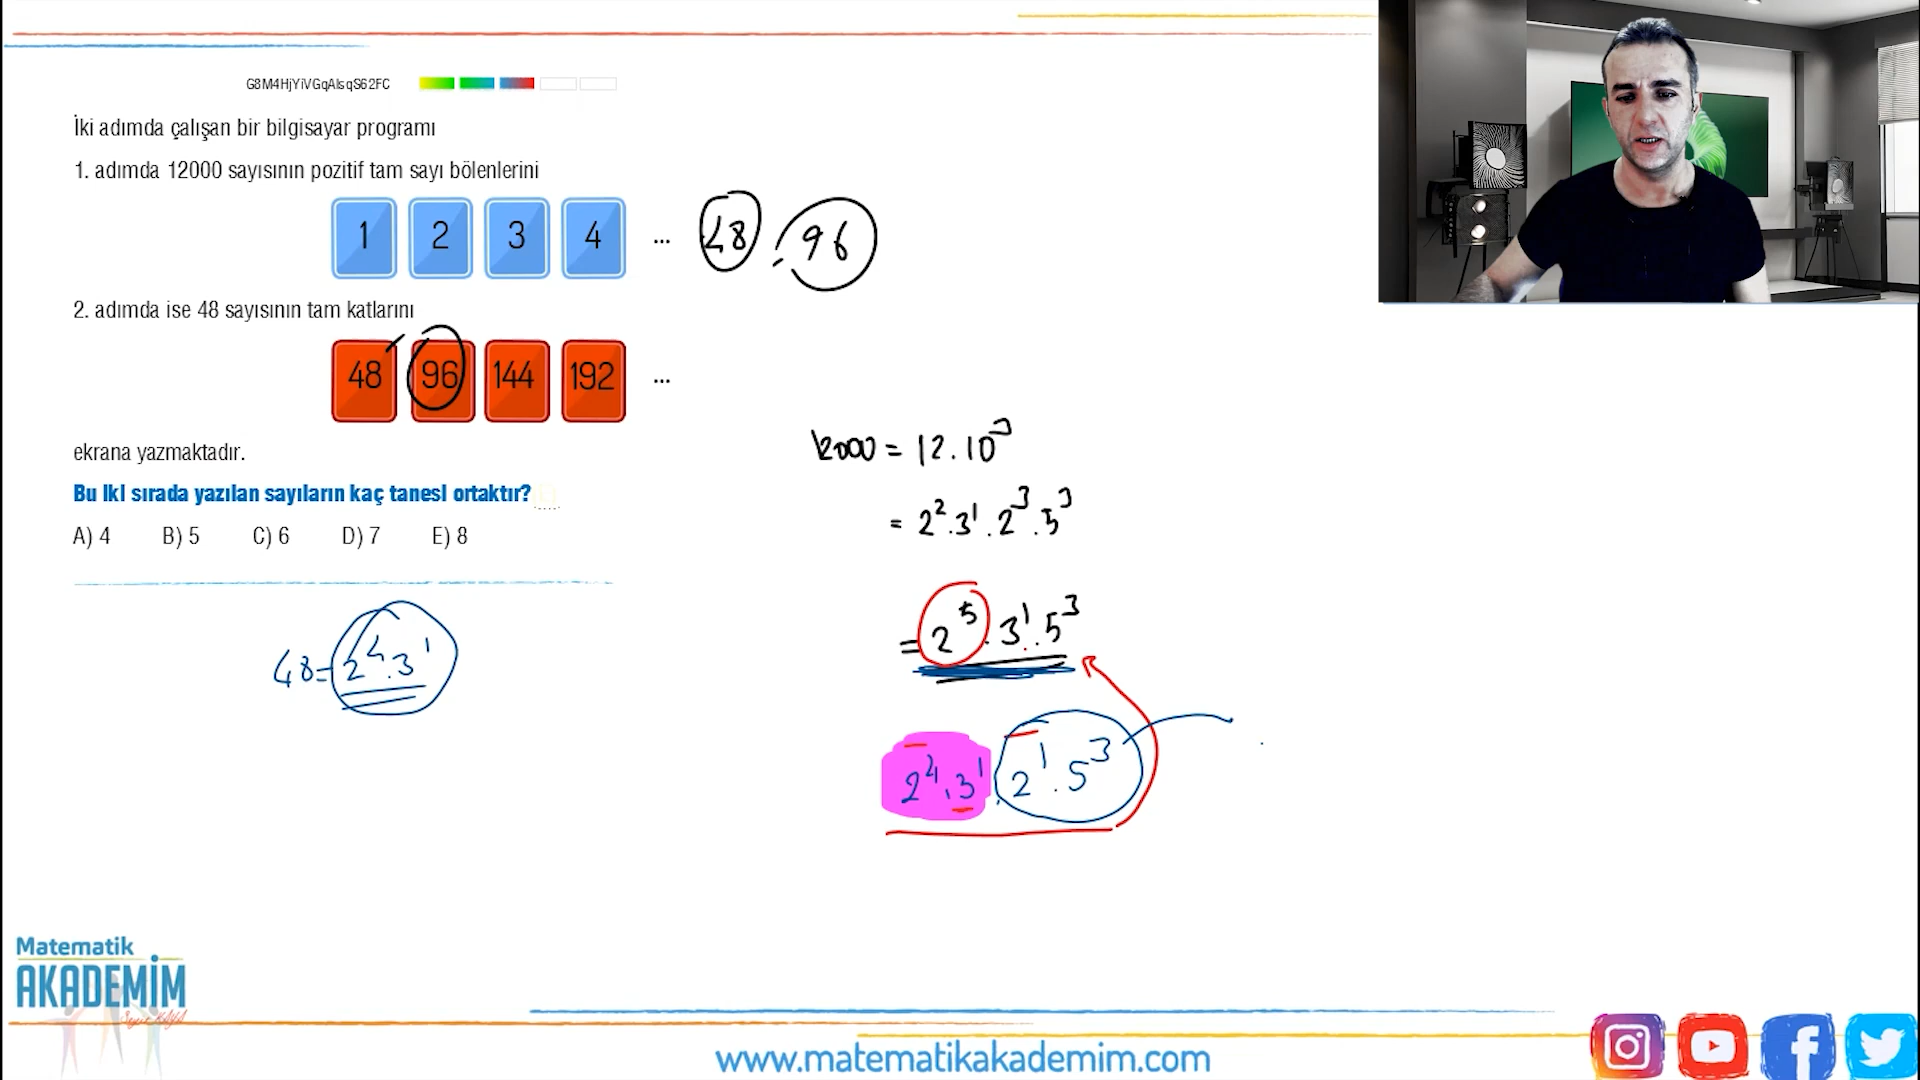 G8M4HjYiVGqAlsqS62FC
İki adımda çalışan bir bilgisayar programı
1. adımda 12000 sayısının pozitif tam sayı bölenlerini
1 2 3 4 ... 48, 96
2. adımda ise 48 sayısının tam katlarını
48 96 144 192 ...
ekrana yazmaktadır.
Bu iki sırada yazılan sayıların kaç tanesi ortaktır?
A) 4 B) 5 C) 6 D) 7 E) 8
48=2⁴.3¹
12000 = 12.10³
= 2².3¹.2³.5³
= 2⁵.3¹.5³
2⁴.3¹.2¹.5³
Matematik
AKADEMİM
www.matematikakademim.com